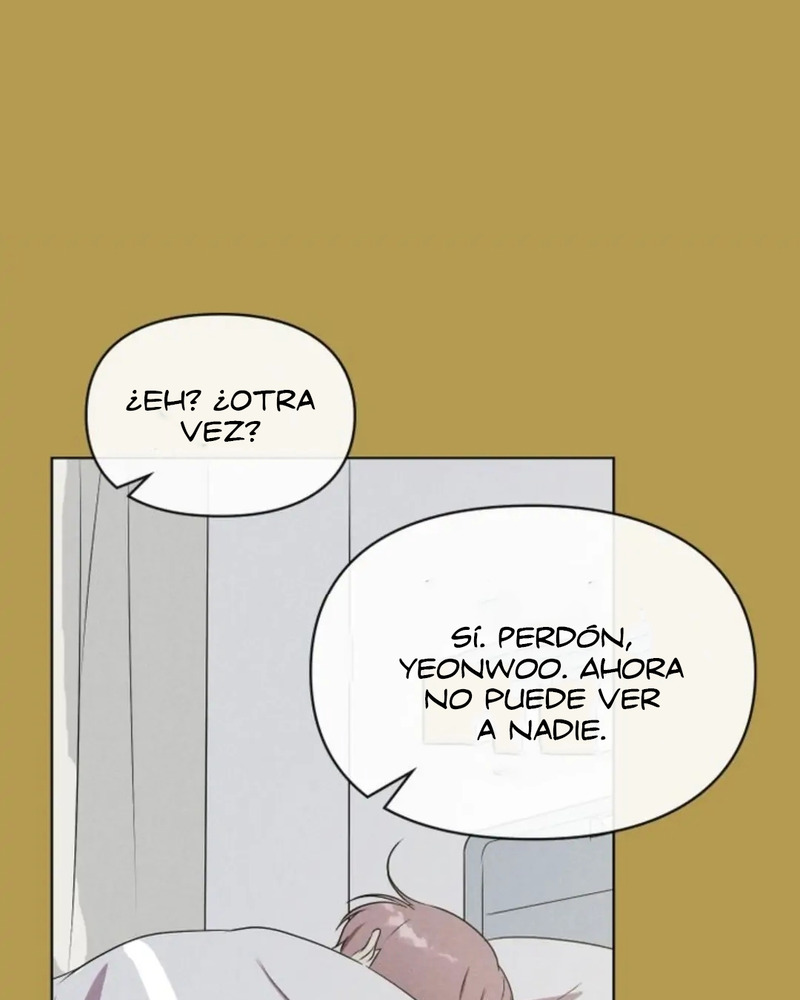 ¿EH? ¿OTRA
VEZ?
SÍ. PERDÓN,
YEONWOO. AHORA
NO PUEDE VER
A NADIE.